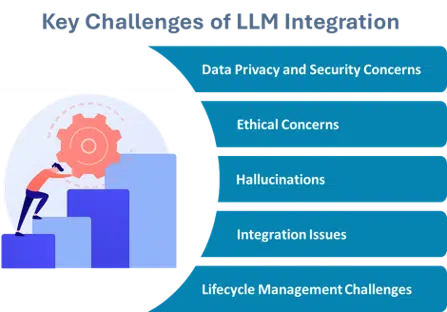 Key Challenges of LLM Integration
Data Privacy and Security Concerns
Ethical Concerns
Hallucinations
Integration Issues
Lifecycle Management Challenges